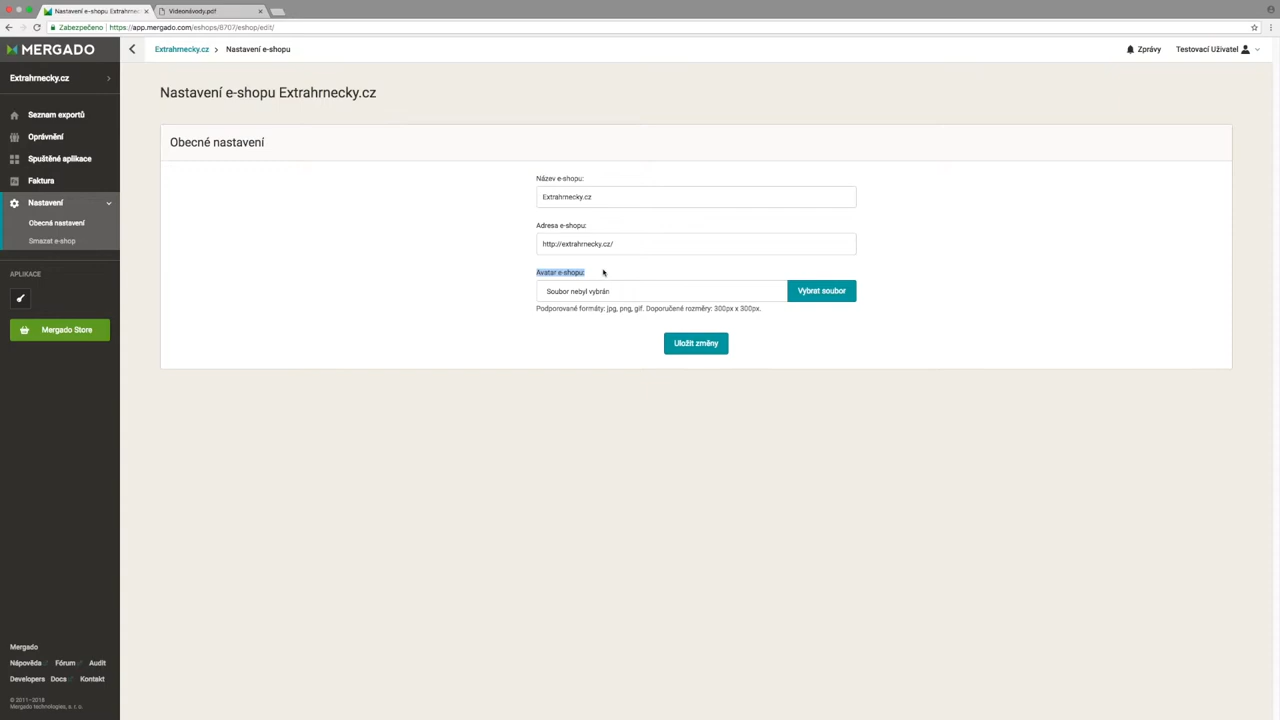 Nastavení e-shopu Extrahrne
Videonávody.pdf
Zabezpečeno
https://app.mergado.com/eshops/8707/eshop/edit/
MERGADO
Extrahrnecky.cz > Nastavení e-shopu
Zprávy
Testovací Uživatel
Extrahrnecky.cz
Nastavení e-shopu Extrahrnecky.cz
Seznam exportů
Oprávnění
Spuštěné aplikace
Faktura
Nastavení
Obecná nastavení
Smazat e-shop
APLIKACE
Mergado Store
Obecné nastavení
Název e-shopu:
Extrahrnecky.cz
Adresa e-shopu:
http://extrahrnecky.cz/
Avatar e-shopu:
Soubor nebyl vybrán
Vybrat soubor
Podporované formáty: jpg, png, gif. Doporučené rozměry: 300px x 300px.
Uložit změny
Mergado
Nápověda Fórum Audit
Developers Docs Kontakt
© 2011–2018
Mergado technologies, s. r. o.